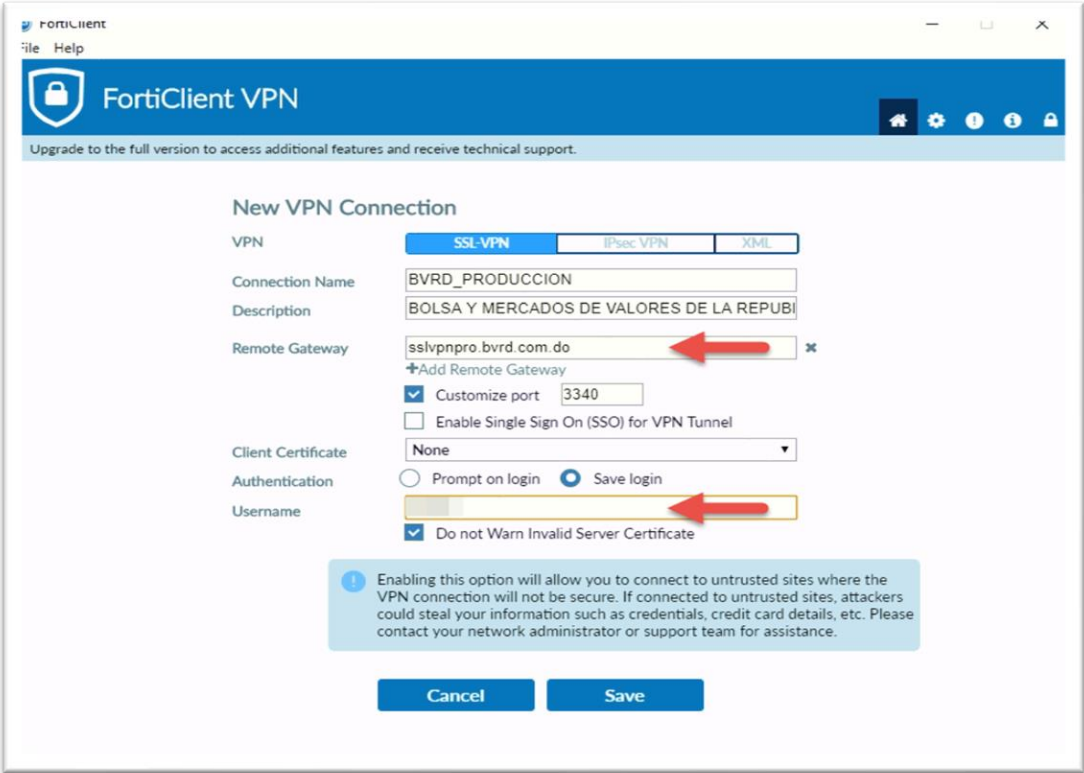 FortiClient
File Help
FortiClient VPN
Upgrade to the full version to access additional features and receive technical support.
New VPN Connection
VPN SSL-VPN IPsec VPN XML
Connection Name BVRD_PRODUCCION
Description BOLSA Y MERCADOS DE VALORES DE LA REPUBI
Remote Gateway sslvpnpro.bvrd.com.do
+Add Remote Gateway
Customize port 3340
Enable Single Sign On (SSO) for VPN Tunnel
Client Certificate None
Authentication Prompt on login Save login
Username
Do not Warn Invalid Server Certificate
Enabling this option will allow you to connect to untrusted sites where the
VPN connection will not be secure. If connected to untrusted sites, attackers
could steal your information such as credentials, credit card details, etc. Please
contact your network administrator or support team for assistance.
Cancel Save